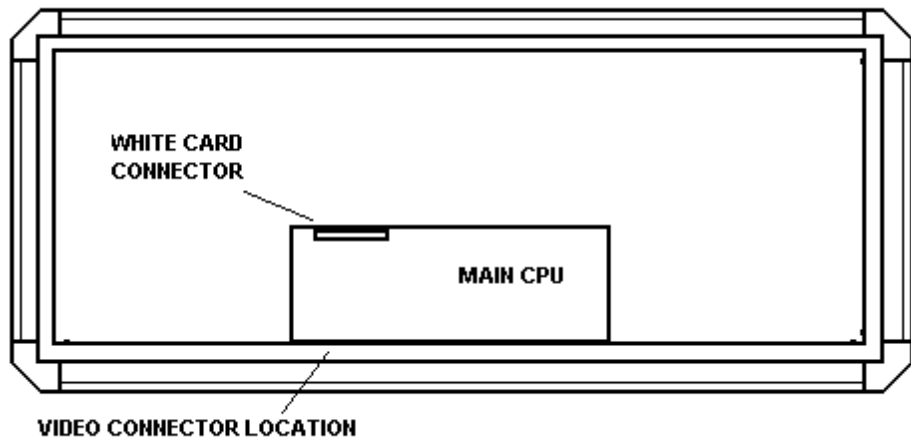 WHITE CARD
CONNECTOR
MAIN CPU
VIDEO CONNECTOR LOCATION